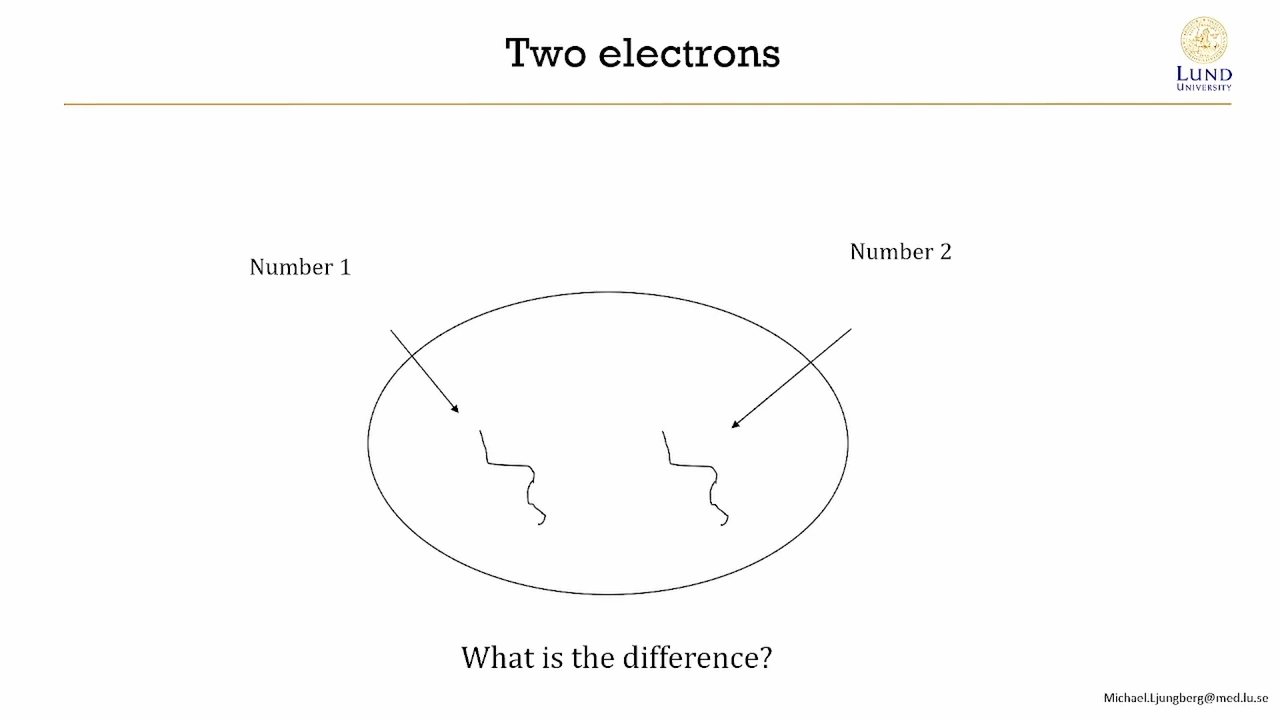 Two electrons
LUND
UNIVERSITY
Number 1
Number 2
What is the difference?
Michael.Ljungberg@med.lu.se